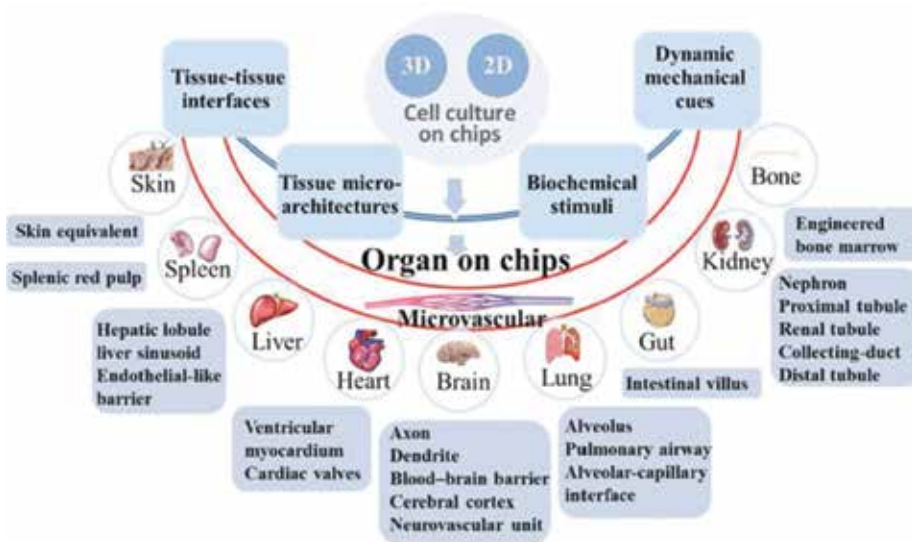 3D
2D
Cell culture
on chips
Tissue-tissue
interfaces
Dynamic
mechanical
cues
Tissue micro-
architectures
Biochemical
stimuli
Organ on chips
Microvascular
Skin
Skin equivalent
Spleen
Splenic red pulp
Liver
Hepatic lobule
liver sinusoid
Endothelial-like
barrier
Heart
Ventricular
myocardium
Cardiac valves
Brain
Axon
Dendrite
Blood–brain barrier
Cerebral cortex
Neurovascular unit
Lung
Alveolus
Pulmonary airway
Alveolar-capillary
interface
Gut
Intestinal villus
Kidney
Nephron
Proximal tubule
Renal tubule
Collecting-duct
Distal tubule
Bone
Engineered
bone marrow